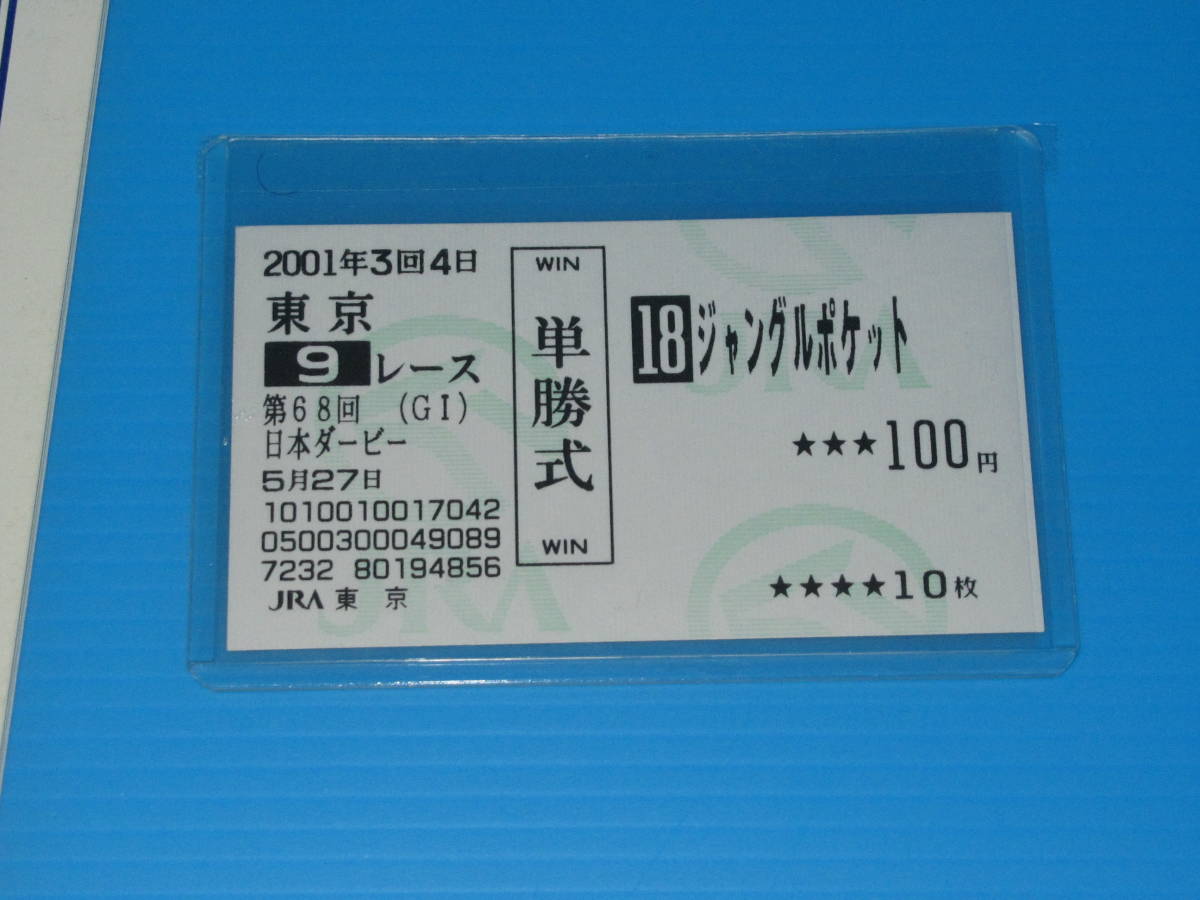 2001年3回4日
東京
9レース
第68回 (GI)
日本ダービー
5月27日
1010010017042
0500300049089
7232 80194856
JRA 東 京
WIN
単勝式
WIN
18ジャングルポケット
★★★100円
★★★★10枚